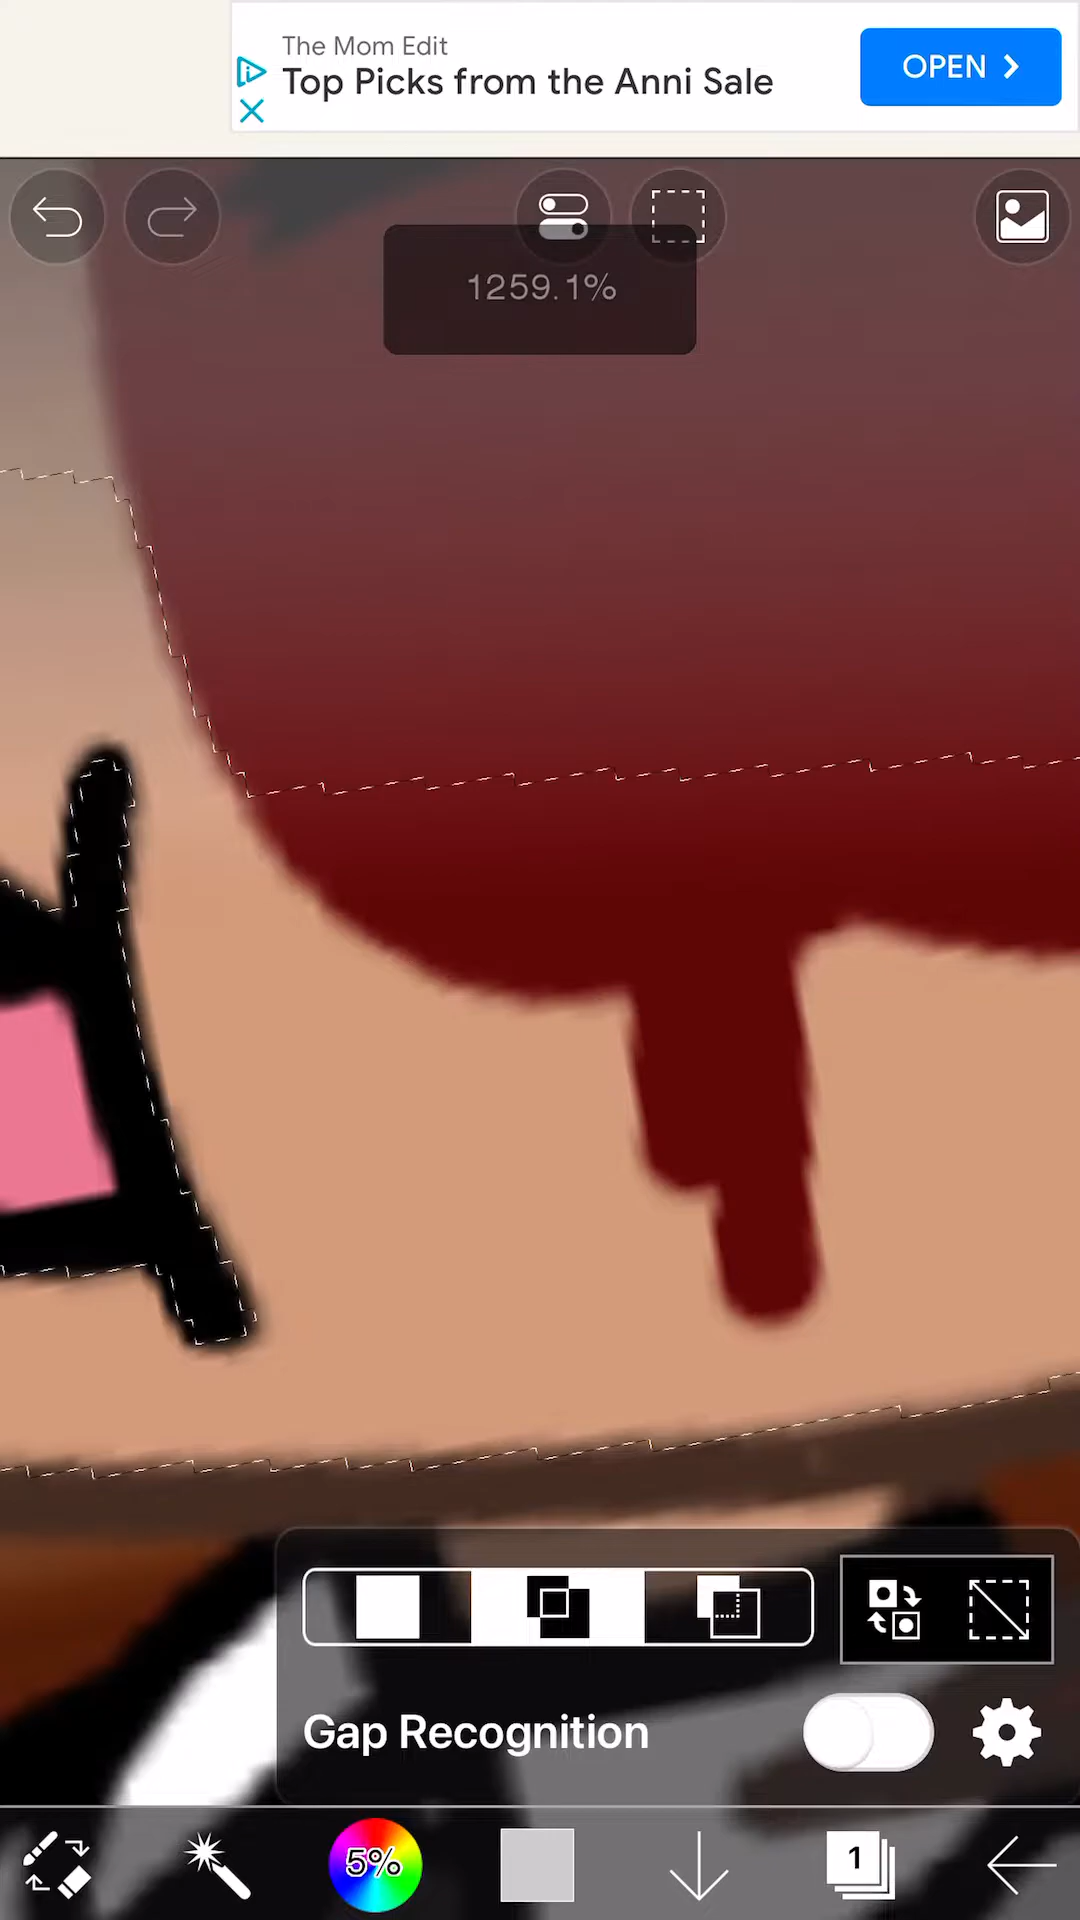 The Mom Edit
Top Picks from the Anni Sale
OPEN
1259.1%
Gap Recognition
5%
1